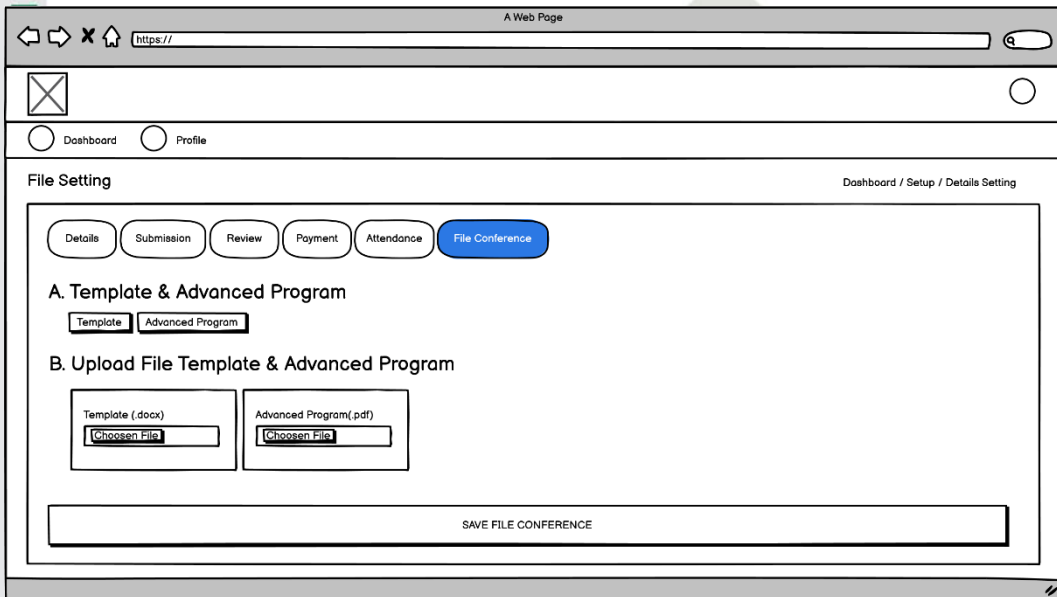 A Web Page
https://
Dashboard Profile
File Setting
Dashboard / Setup / Details Setting
Details Submission Review Payment Attendance File Conference
A. Template & Advanced Program
Template Advanced Program
B. Upload File Template & Advanced Program
Template (.docx) Advanced Program(.pdf)
Choosen File Choosen File
SAVE FILE CONFERENCE